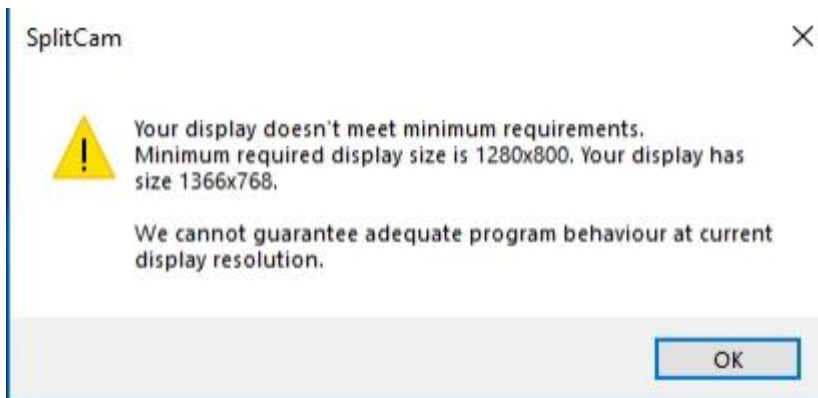 SplitCam
Your display doesn't meet minimum requirements.
Minimum required display size is 1280x800. Your display has
size 1366x768.
We cannot guarantee adequate program behaviour at current
display resolution.
OK